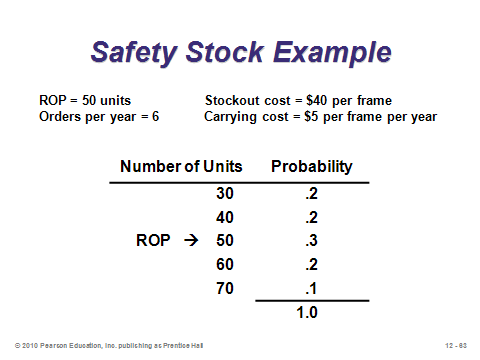 Safety Stock Example
ROP = 50 units Stockout cost = $40 per frame
Orders per year = 6 Carrying cost = $5 per frame per year
Number of Units Probability
30 .2
40 .2
ROP → 50 .3
60 .2
70 .1
1.0
© 2010 Pearson Education, Inc. publishing as Prentice Hall 12 - 63